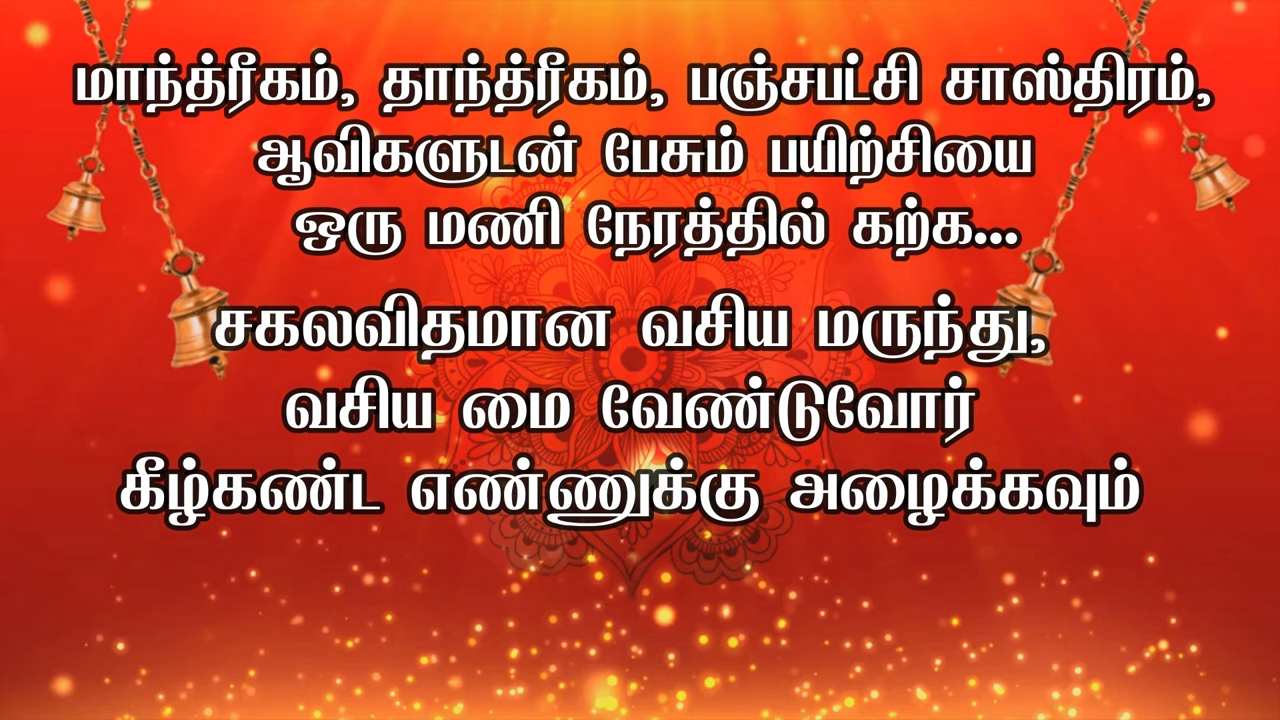 மாந்த்ரீகம், தாந்த்ரீகம், பஞ்சபட்சி சாஸ்திரம்,
ஆவிகளுடன் பேசும் பயிற்சியை
ஒரு மணி நேரத்தில் கற்க...
சகலவிதமான வசிய மருந்து,
வசிய மை வேண்டுவோர்
கீழ்கண்ட எண்ணுக்கு அழைக்கவும்